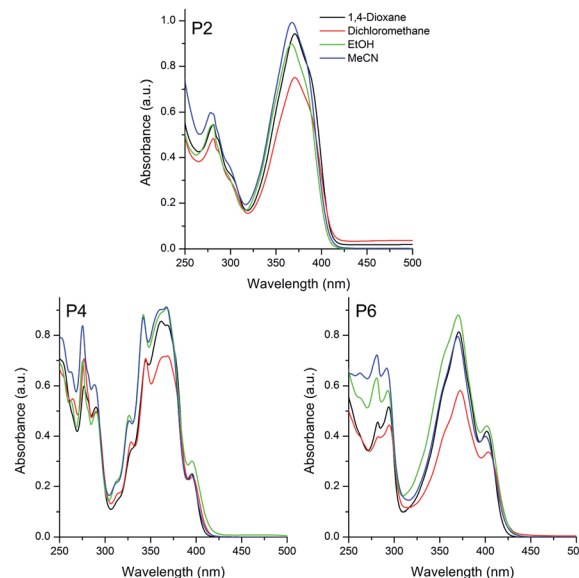 P2
1,4-Dioxane
Dichloromethane
EtOH
MeCN
Absorbance (a.u.)
1.0
0.8
0.6
0.4
0.2
0.0
250 300 350 400 450 500
Wavelength (nm)
P4
Absorbance (a.u.)
0.8
0.6
0.4
0.2
0.0
250 300 350 400 450 500
Wavelength (nm)
P6
Absorbance (a.u.)
0.8
0.6
0.4
0.2
0.0
250 300 350 400 450 500
Wavelength (nm)